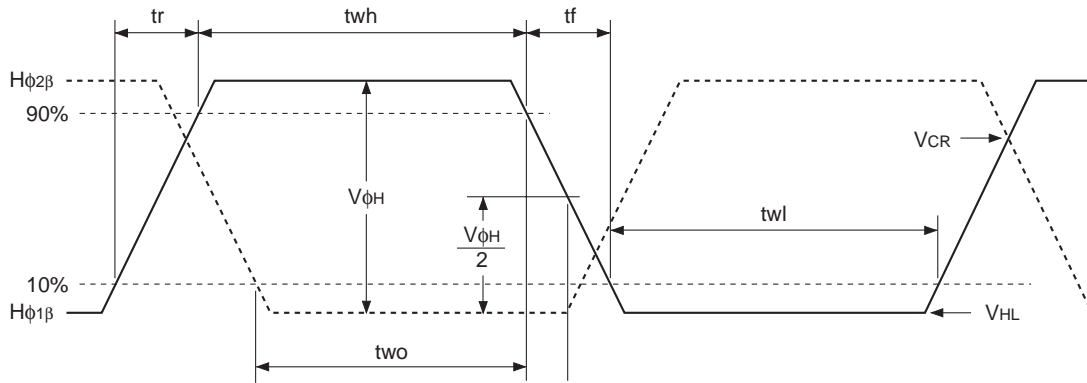 tr
twh
tf
Hϕ2β
90%
VCR
VϕH
VϕH
2
twl
10%
Hϕ1β
VHL
two